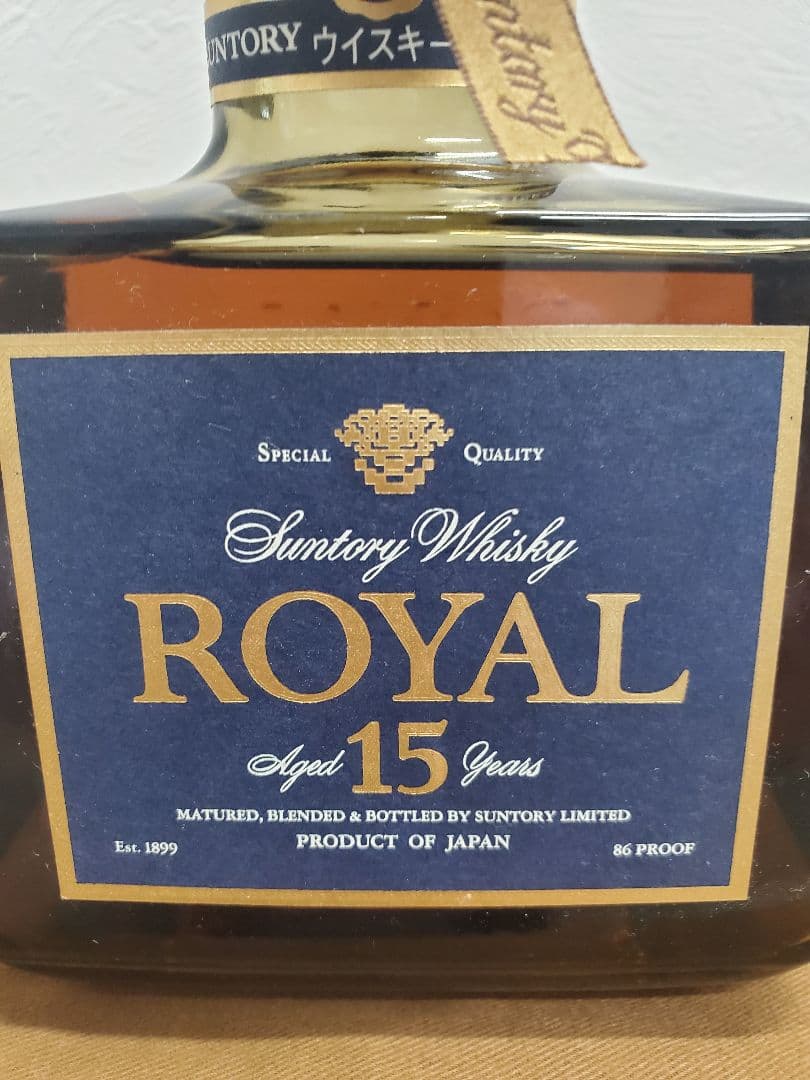 SUNTORY ウイスキー
Special Quality
Suntory Whisky
ROYAL
Aged 15 Years
MATURED, BLENDED & BOTTLED BY SUNTORY LIMITED
PRODUCT OF JAPAN
Est. 1899
86 PROOF